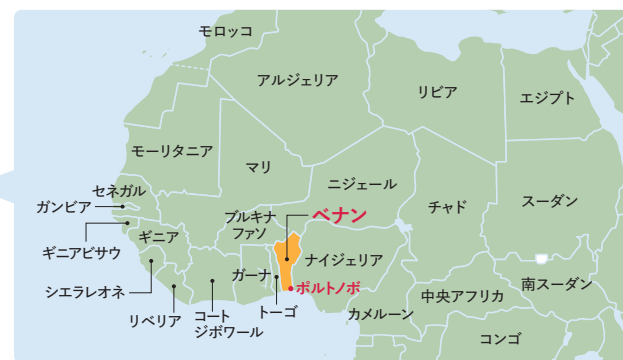 モロッコ
アルジェリア
リビア
エジプト
モーリタニア
マリ
ニジェール
チャド
スーダン
セネガル
ガンビア
ギニアビサウ
ギニア
ブルキナ
ファソ
ベナン
ナイジェリア
シエラレオネ
ガーナ
ポルトノボ
中央アフリカ
南スーダン
リベリア
コート
ジボワール
トーゴ
カメルーン
コンゴ